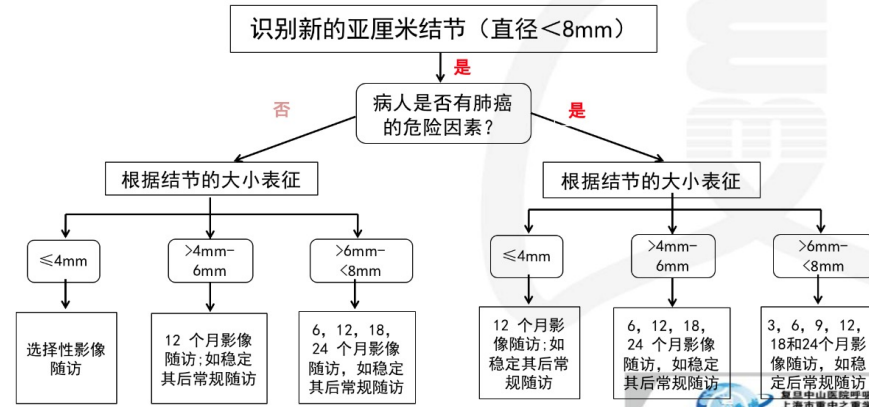 识别新的亚厘米结节（直径＜8mm）
是
否
病人是否有肺癌
的危险因素？
是
根据结节的大小表征
根据结节的大小表征
≤4mm
>4mm-
6mm
>6mm-
<8mm
≤4mm
>4mm-
6mm
>6mm-
<8mm
选择性影像
随访
12 个月影像
随访;如稳定
其后常规随访
6，12，18，
24 个月影像
随访，如稳定
其后常规随访
12 个月影
像随访;如
稳定其后常
规随访
6，12，18，
24 个月影像
随访，如稳定
其后常规随访
3，6，9，12，
18和24个月影
像随访，如稳
定后常规随访
复旦中山医院呼吸